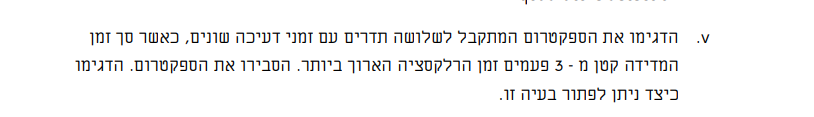 v. הדגימו את הספקטרום המתקבל לשלושה תדרים עם זמני דעיכה שונים, כאשר סך זמן
המדידה קטן מ - 3 פעמים זמן הרלקסציה הארוך ביותר. הסבירו את הספקטרום. הדגימו
כיצד ניתן לפתור בעיה זו.